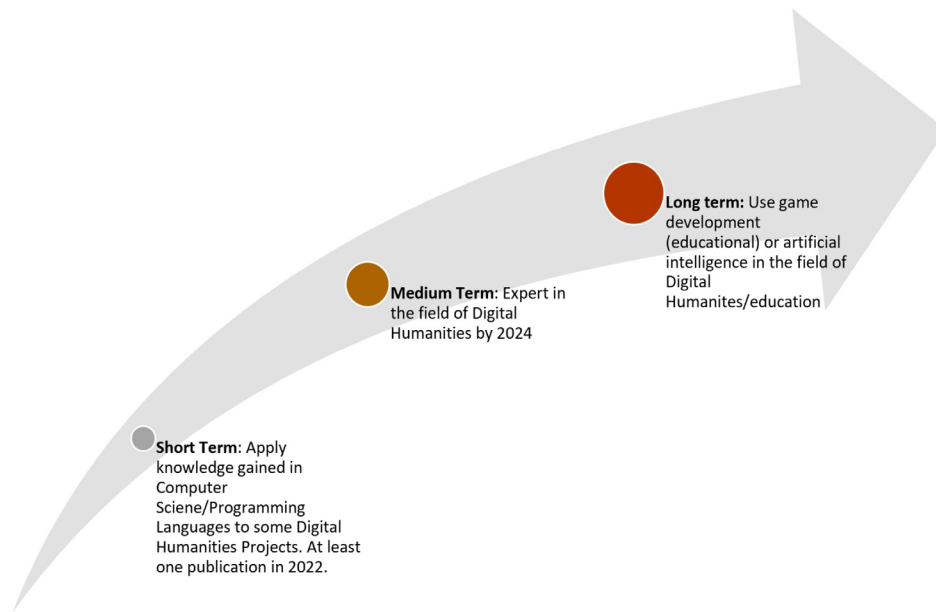 Long term: Use game
development
(educational) or artificial
intelligence in the field of
Digital
Humanites/education
Medium Term: Expert in
the field of Digital
Humanities by 2024
Short Term: Apply
knowledge gained in
Computer
Sciene/Programming
Languages to some Digital
Humanities Projects. At least
one publication in 2022.